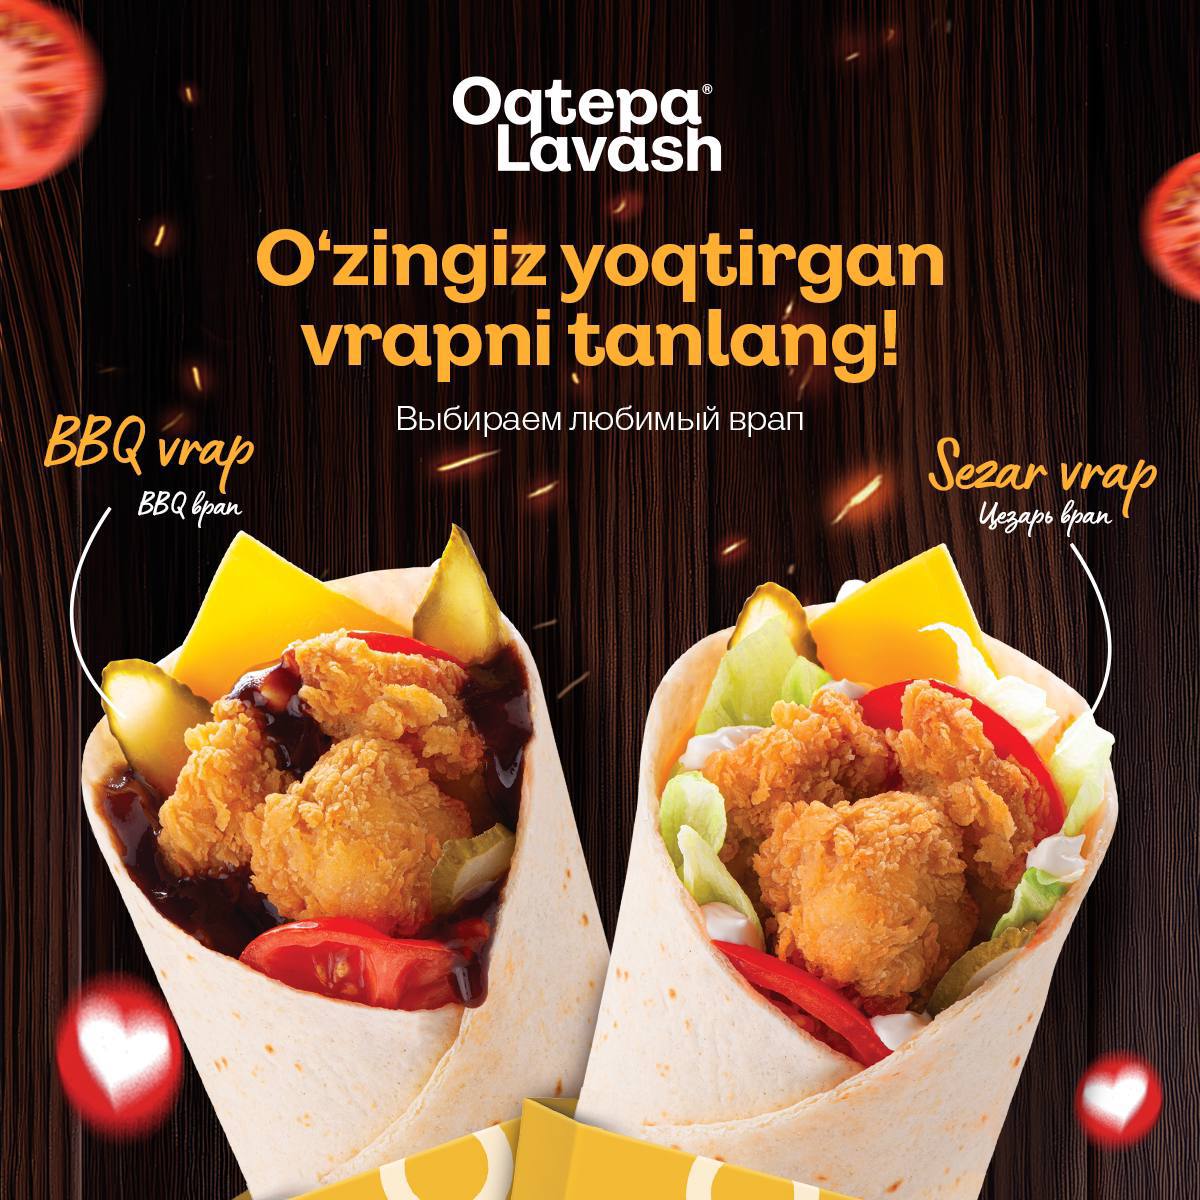 Oqtepa®
Lavash
O‘zingiz yoqtirgan
vrapni tanlang!
Выбираем любимый врап
BBQ vrap
BBQ врап
Sezar vrap
Цезарь врап